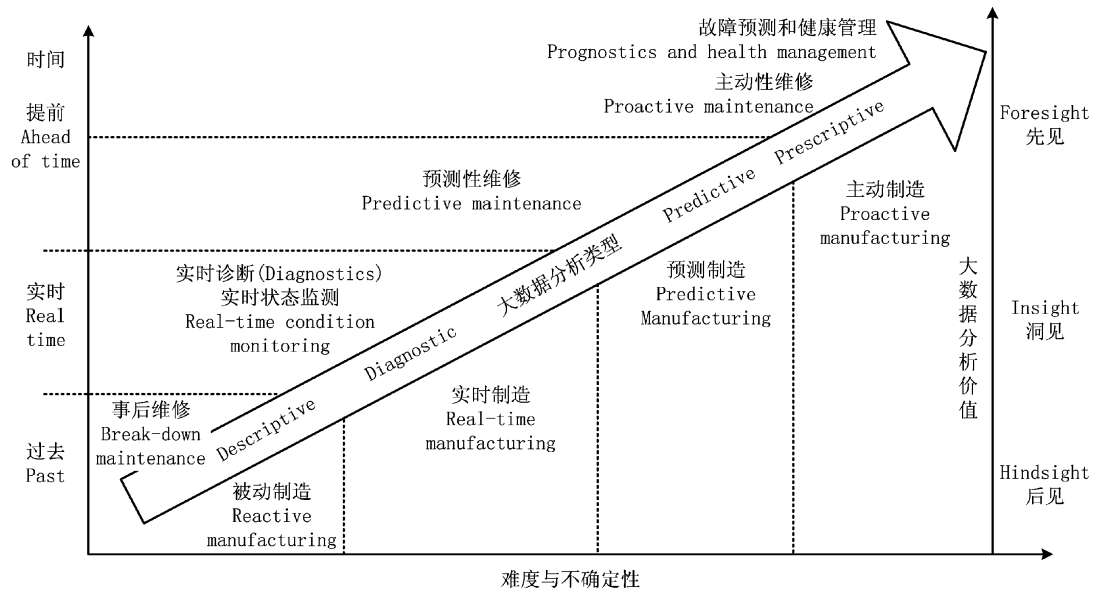 时间
提前
Ahead
of time
实时
Real
time
过去
Past
故障预测和健康管理
Prognostics and health management
主动性维修
Proactive maintenance
预测性维修
Predictive maintenance
实时诊断(Diagnostics)
实时状态监测
Real-time condition
monitoring
事后维修
Break-down
maintenance
Descriptive
Diagnostic
大数据分析类型
Predictive
Prescriptive
被动制造
Reactive
manufacturing
实时制造
Real-time
manufacturing
预测制造
Predictive
Manufacturing
主动制造
Proactive
manufacturing
大数据分析价值
Foresight
先见
Insight
洞见
Hindsight
后见
难度与不确定性